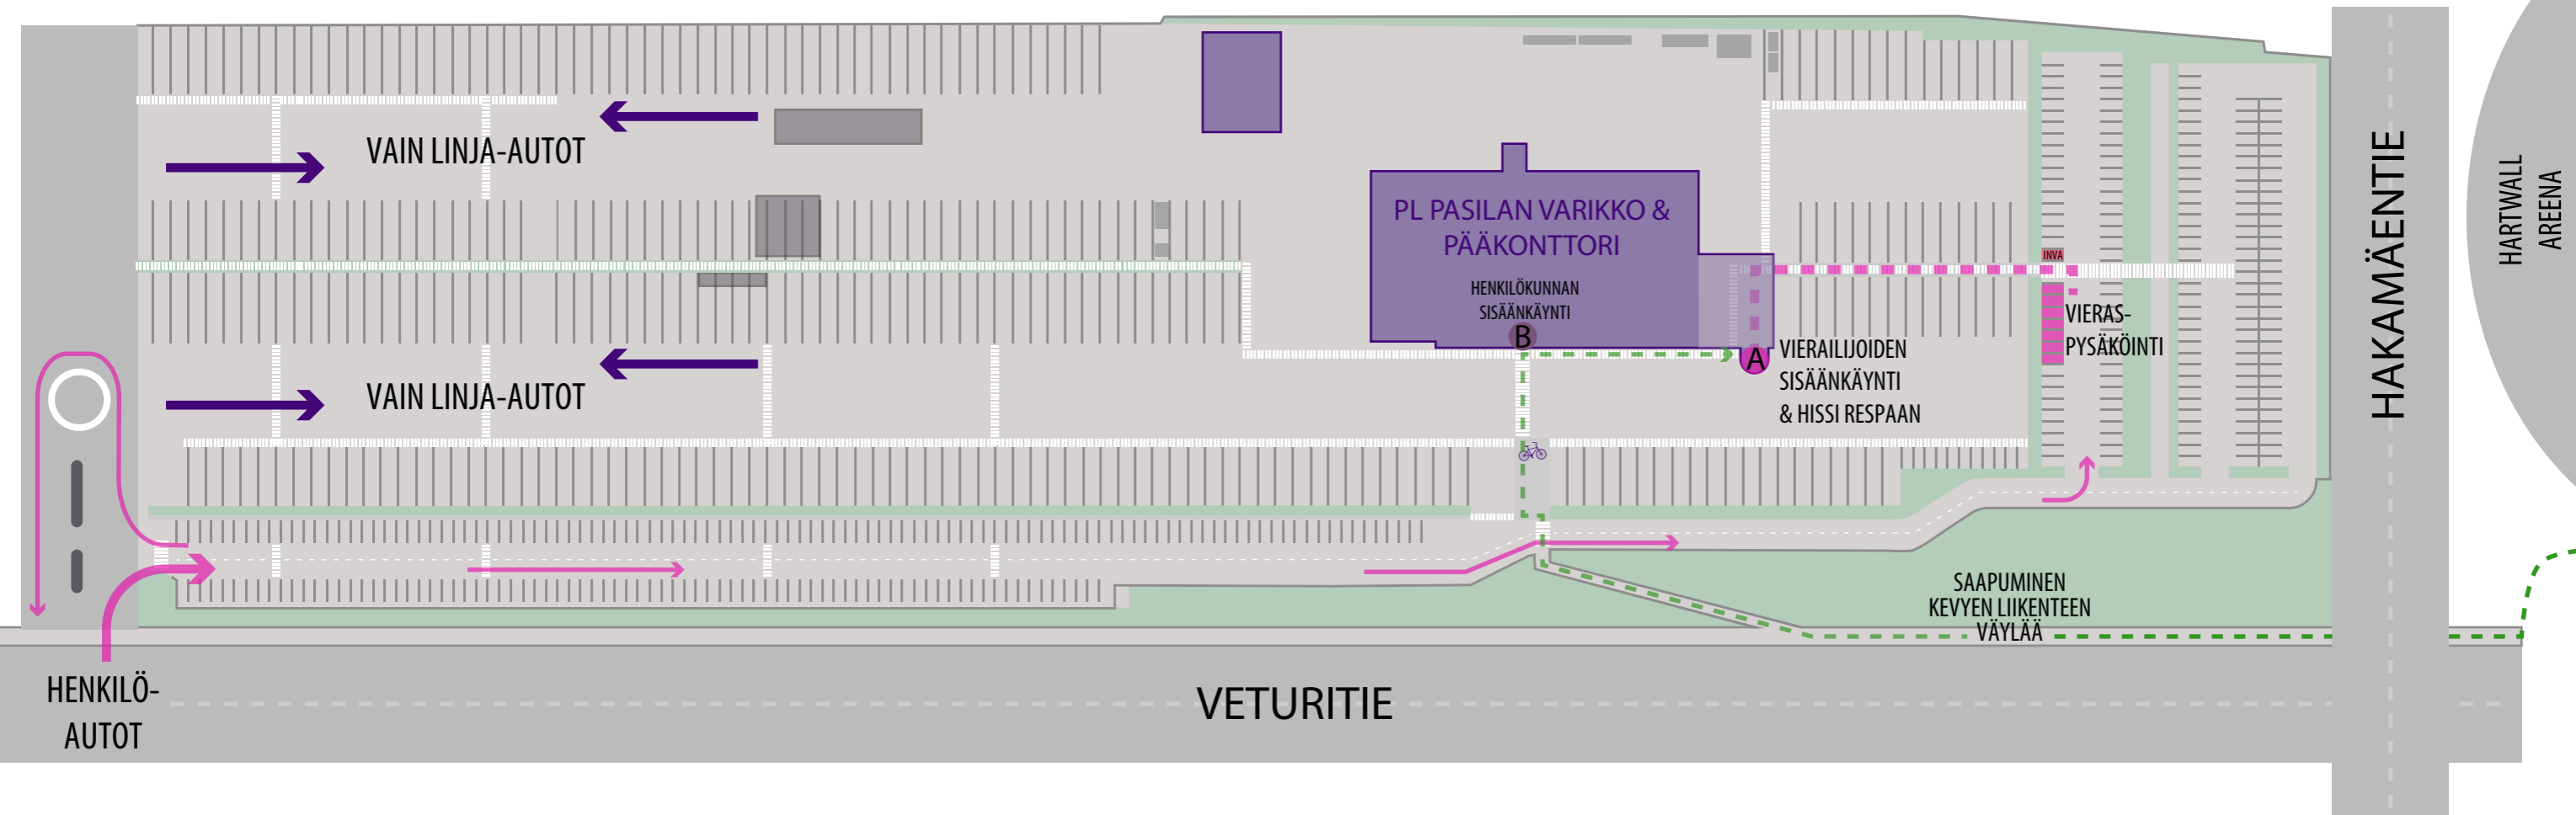 VAIN LINJA-AUTOT
VAIN LINJA-AUTOT
PL PASILAN VARIKKO &
PÄÄKONTTORI
HENKILÖKUNNAN
SISÄÄNKÄYNTI
B
A
VIERAILIJOIDEN
SISÄÄNKÄYNTI
& HISSI RESPAAN
INVA
VIERAS-
PYSÄKÖINTI
HAKAMÄENTIE
HARTWALL
AREENA
SAAPUMINEN
KEVYEN LIIKENTEEN
VÄYLÄÄ
HENKILÖ-
AUTOT
VETURITIE